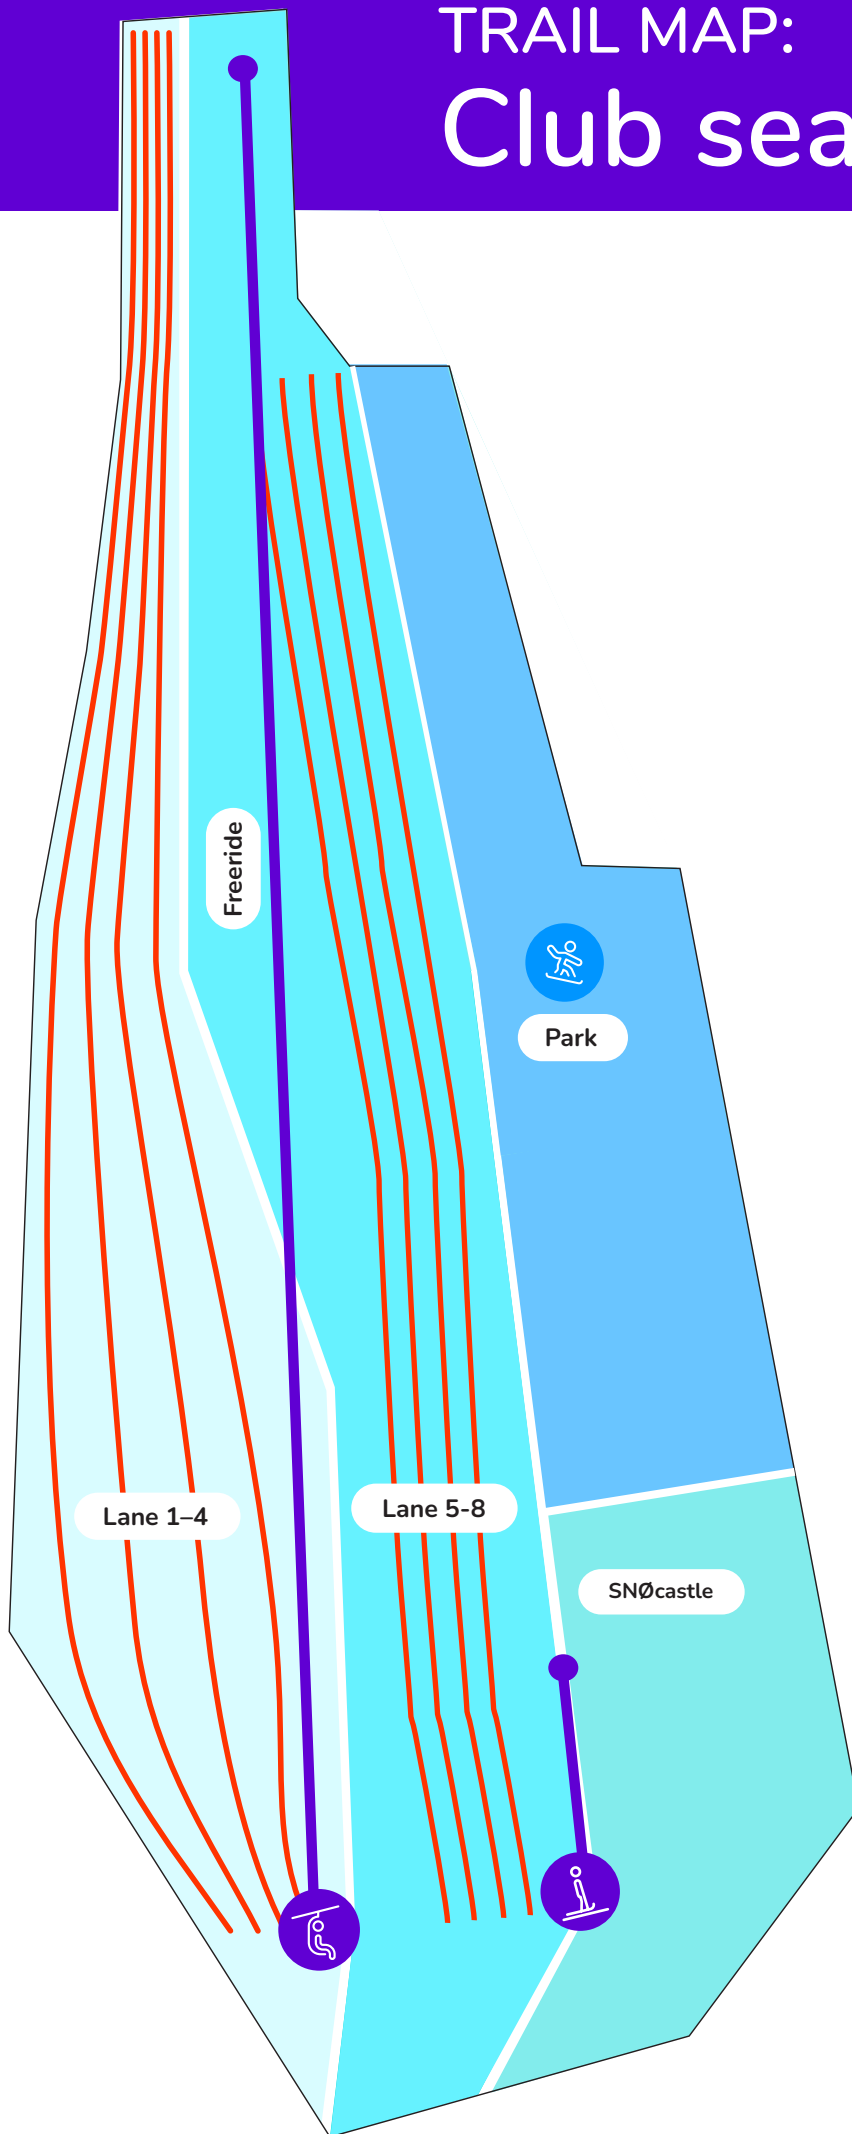 TRAIL MAP:
Club sea
Freeride
Park
Lane 1–4
Lane 5-8
SNØcastle